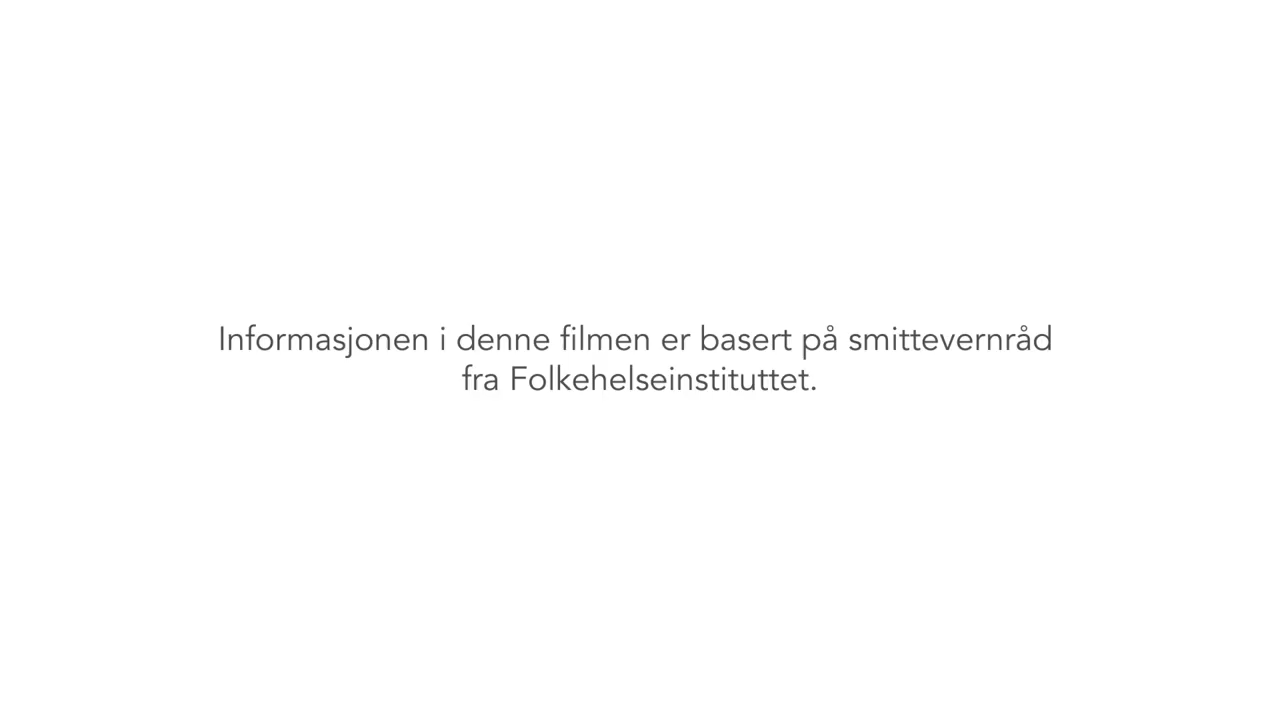 Informasjonen i denne filmen er basert på smittevernråd
fra Folkehelseinstituttet.